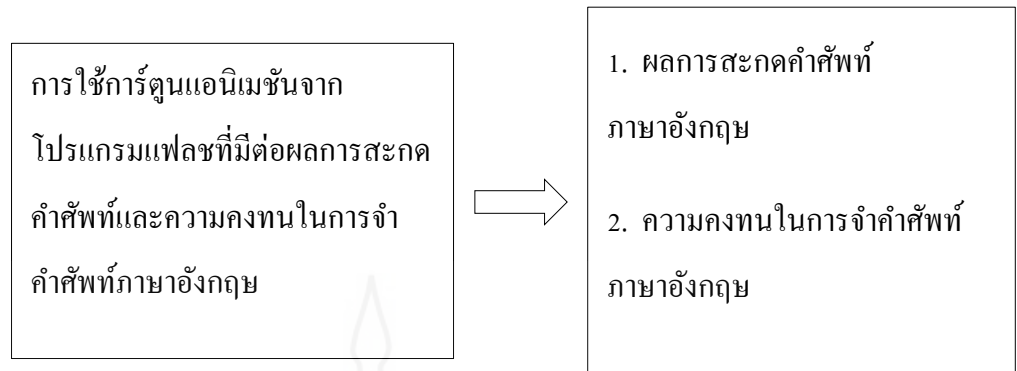 การใช้การ์ตูนแอนิเมชันจาก
โปรแกรมแฟลชที่มีต่อผลการสะกด
คำศัพท์และความคงทนในการจำ
คำศัพท์ภาษาอังกฤษ
1. ผลการสะกดคำศัพท์
ภาษาอังกฤษ
2. ความคงทนในการจำคำศัพท์
ภาษาอังกฤษ